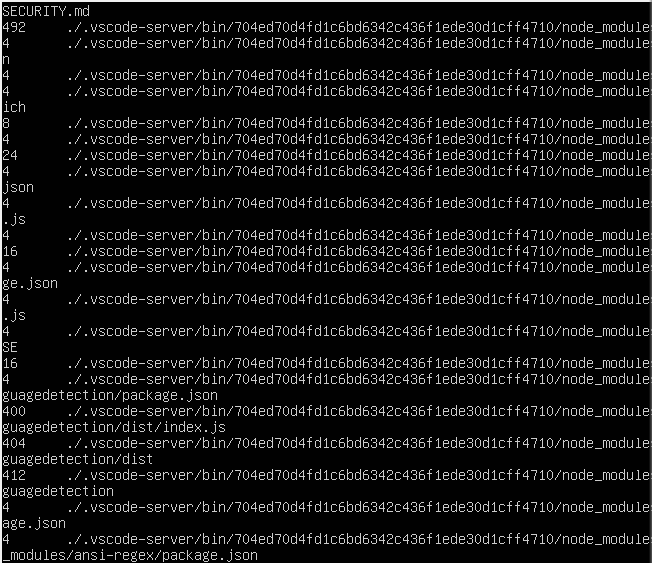 SECURITY.md
492     ./.vscode-server/bin/704ed70d4fd1c6bd6342c436f1ede30d1cff4710/node_module
4       ./.vscode-server/bin/704ed70d4fd1c6bd6342c436f1ede30d1cff4710/node_module
n
4       ./.vscode-server/bin/704ed70d4fd1c6bd6342c436f1ede30d1cff4710/node_module
4       ./.vscode-server/bin/704ed70d4fd1c6bd6342c436f1ede30d1cff4710/node_module
ich
8       ./.vscode-server/bin/704ed70d4fd1c6bd6342c436f1ede30d1cff4710/node_module
4       ./.vscode-server/bin/704ed70d4fd1c6bd6342c436f1ede30d1cff4710/node_module
24      ./.vscode-server/bin/704ed70d4fd1c6bd6342c436f1ede30d1cff4710/node_module
4       ./.vscode-server/bin/704ed70d4fd1c6bd6342c436f1ede30d1cff4710/node_module
json
4       ./.vscode-server/bin/704ed70d4fd1c6bd6342c436f1ede30d1cff4710/node_module
.js
4       ./.vscode-server/bin/704ed70d4fd1c6bd6342c436f1ede30d1cff4710/node_module
16      ./.vscode-server/bin/704ed70d4fd1c6bd6342c436f1ede30d1cff4710/node_module
4       ./.vscode-server/bin/704ed70d4fd1c6bd6342c436f1ede30d1cff4710/node_module
ge.json
4       ./.vscode-server/bin/704ed70d4fd1c6bd6342c436f1ede30d1cff4710/node_module
.js
4       ./.vscode-server/bin/704ed70d4fd1c6bd6342c436f1ede30d1cff4710/node_module
SE
16      ./.vscode-server/bin/704ed70d4fd1c6bd6342c436f1ede30d1cff4710/node_module
4       ./.vscode-server/bin/704ed70d4fd1c6bd6342c436f1ede30d1cff4710/node_module
guagedetection/package.json
400     ./.vscode-server/bin/704ed70d4fd1c6bd6342c436f1ede30d1cff4710/node_module
guagedetection/dist/index.js
404     ./.vscode-server/bin/704ed70d4fd1c6bd6342c436f1ede30d1cff4710/node_module
guagedetection/dist
412     ./.vscode-server/bin/704ed70d4fd1c6bd6342c436f1ede30d1cff4710/node_module
guagedetection
4       ./.vscode-server/bin/704ed70d4fd1c6bd6342c436f1ede30d1cff4710/node_module
age.json
4       ./.vscode-server/bin/704ed70d4fd1c6bd6342c436f1ede30d1cff4710/node_module
_modules/ansi-regex/package.json